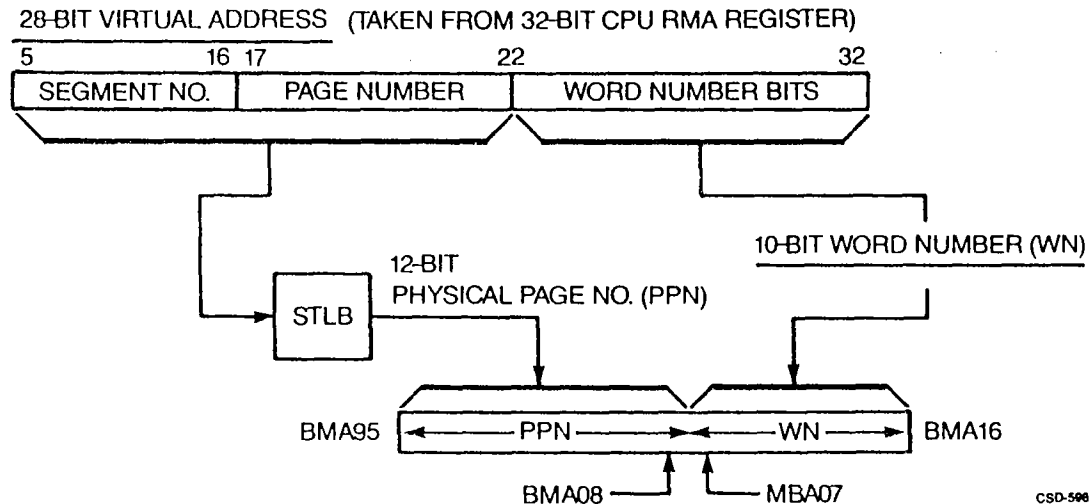 28-BIT VIRTUAL ADDRESS (TAKEN FROM 32-BIT CPU RMA REGISTER)
5 16 17 22 32
SEGMENT NO. PAGE NUMBER WORD NUMBER BITS
10-BIT WORD NUMBER (WN)
12-BIT
PHYSICAL PAGE NO. (PPN)
STLB
BMA95 PPN WN BMA16
BMA08 MBA07
CSD-598